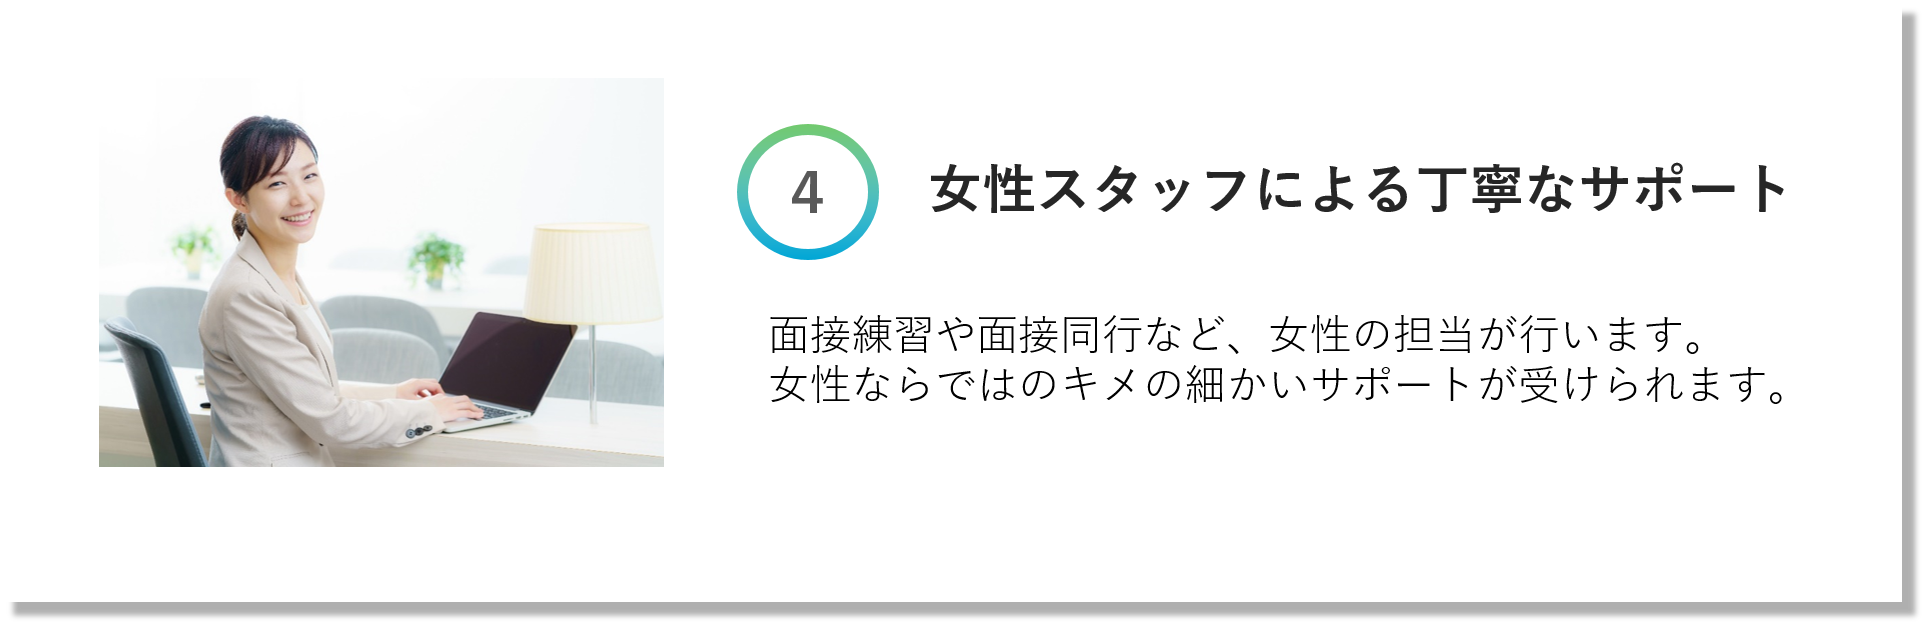 4
女性スタッフによる丁寧なサポート
面接練習や面接同行など、女性の担当が行います。
女性ならではのキメの細かいサポートが受けられます。